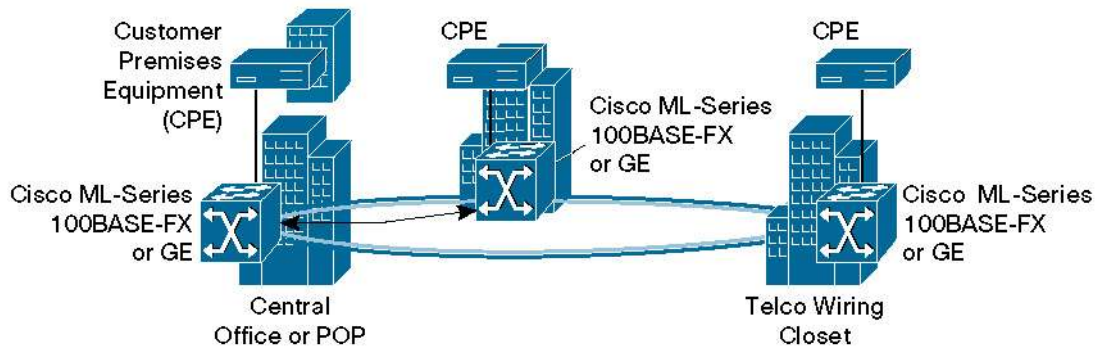 Customer
Premises
Equipment
(CPE)
CPE
CPE
Cisco ML-Series
100BASE-FX
or GE
Cisco ML-Series
100BASE-FX
or GE
Cisco ML-Series
100BASE-FX
or GE
Central
Office or POP
Telco Wiring
Closet